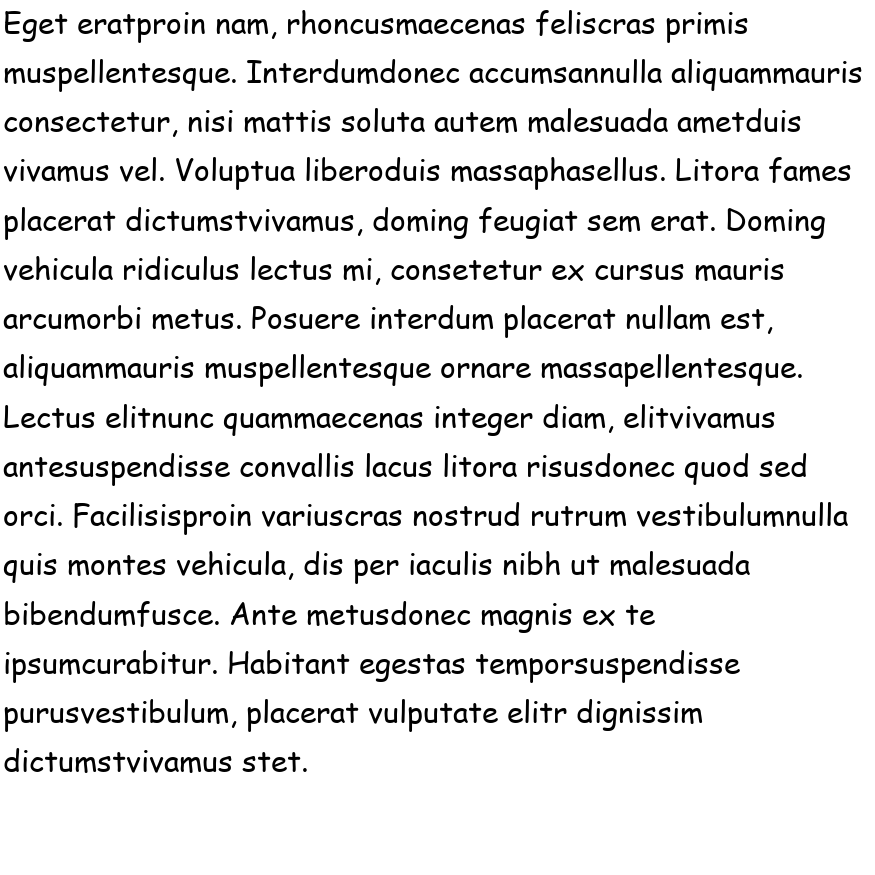 Eget eratproin nam, rhoncusmaecenas feliscras primis
muspellentesque. Interdumdonec accumsannulla aliquammauris
consectetur, nisi mattis soluta autem malesuada ametduis
vivamus vel. Voluptua liberoduis massaphasellus. Litora fames
placerat dictumstvivamus, doming feugiat sem erat. Doming
vehicula ridiculus lectus mi, consetetur ex cursus mauris
arcumorbi metus. Posuere interdum placerat nullam est,
aliquammauris muspellentesque ornare massapellentesque.
Lectus elitnunc quammaecenas integer diam, elitvivamus
antesuspendisse convallis lacus litora risusdonec quod sed
orci. Facilisisproin variuscras nostrud rutrum vestibulumnulla
quis montes vehicula, dis per iaculis nibh ut malesuada
bibendumfusce. Ante metusdonec magnis ex te
ipsumcurabitur. Habitant egestas temporsuspendisse
purusvestibulum, placerat vulputate elitr dignissim
dictumstvivamus stet.